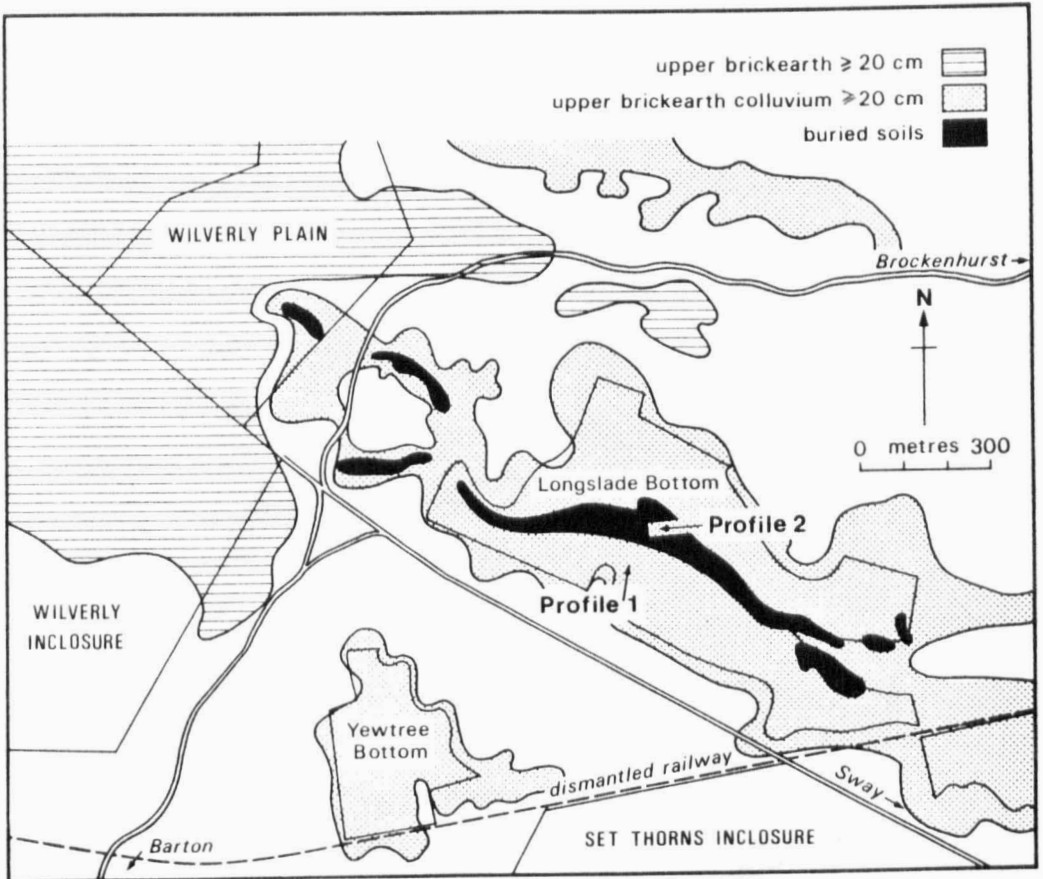 upper brickearth ⩾ 20 cm
upper brickearth colluvium ⩾20 cm
buried soils
WILVERLY PLAIN
Brockenhurst
N
0 metres 300
Longslade Bottom
Profile 2
Profile 1
WILVERLY
INCLOSURE
Yewtree
Bottom
dismantled railway
Sway
Barton
SET THORNS INCLOSURE